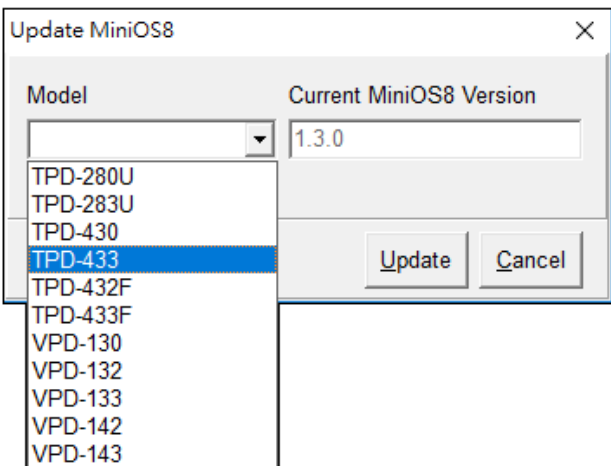 Update MiniOS8
Model
Current MiniOS8 Version
1.3.0
TPD-280U
TPD-283U
TPD-430
TPD-433
TPD-432F
TPD-433F
VPD-130
VPD-132
VPD-133
VPD-142
VPD-143
Update
Cancel